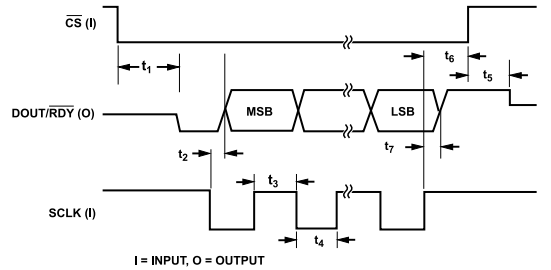 CS (I)
t6
t1
t5
DOUT/RDY (O)
MSB
LSB
t2
t3
t7
SCLK (I)
t4
I = INPUT, O = OUTPUT